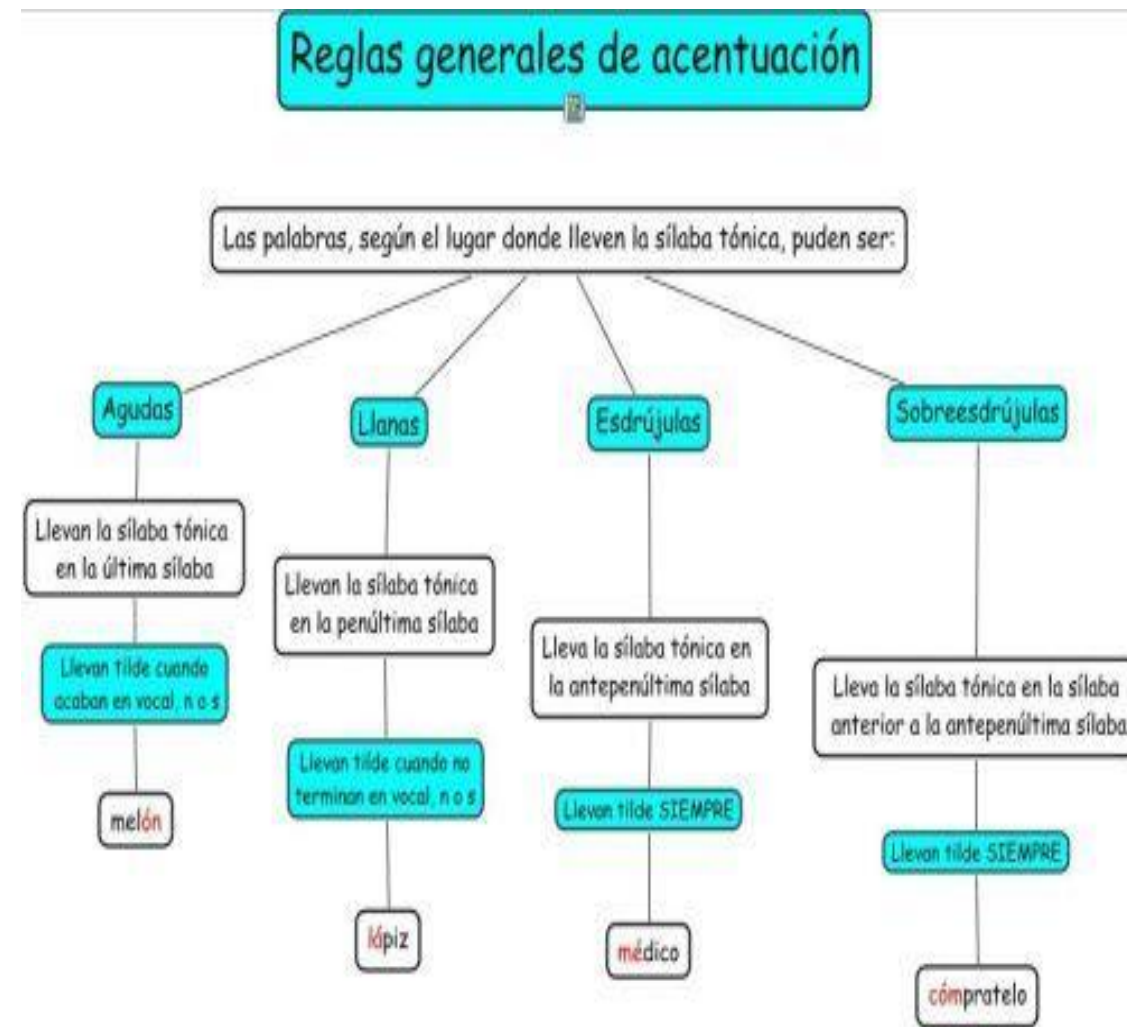 Reglas generales de acentuación
Las palabras, según el lugar donde lleven la sílaba tónica, puden ser:
Agudas
Llevan la sílaba tónica
en la última sílaba
Llevan tilde cuando
acaban en vocal, n o s
melón
Llanas
Llevan la sílaba tónica
en la penúltima sílaba
Llevan tilde cuando no
terminan en vocal, n o s
lápiz
Esdrújulas
Lleva la sílaba tónica en
la antepenúltima sílaba
Llevan tilde SIEMPRE
médico
Sobreesdrújulas
Lleva la sílaba tónica en la sílaba
anterior a la antepenúltima sílaba
Llevan tilde SIEMPRE
cómpratelo